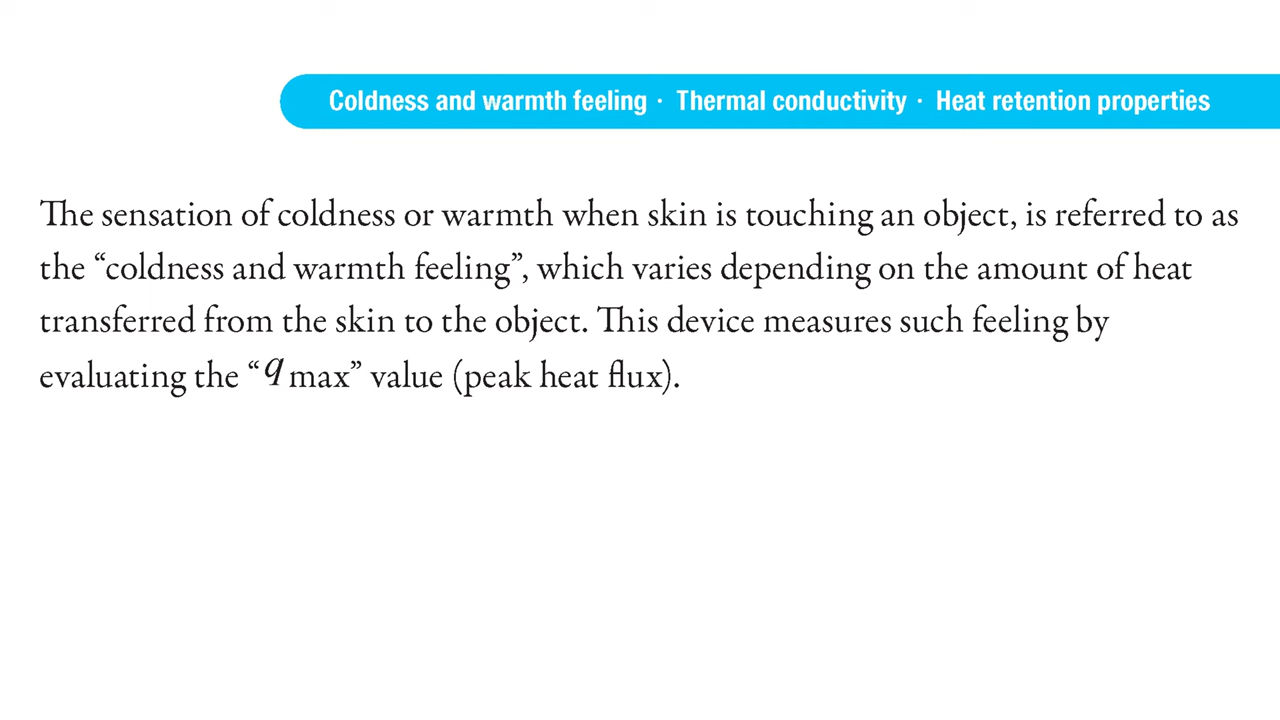 Coldness and warmth feeling · Thermal conductivity · Heat retention properties
The sensation of coldness or warmth when skin is touching an object, is referred to as
the “coldness and warmth feeling”, which varies depending on the amount of heat
transferred from the skin to the object. This device measures such feeling by
evaluating the “q max” value (peak heat flux).